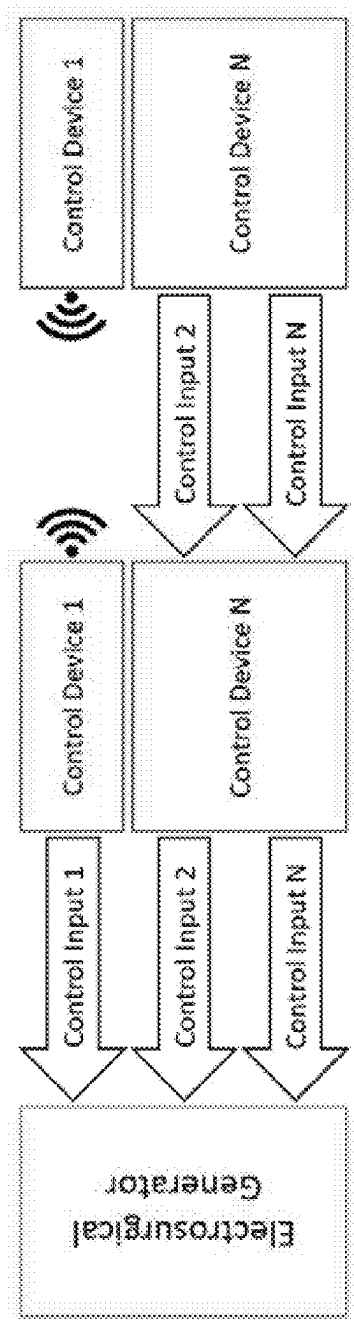 Control Device 1
Control Device N
Control Input 2
Control Input N
Control Device 1
Control Device N
Control Input 1
Control Input 2
Control Input N
Electrosurgical
Generator